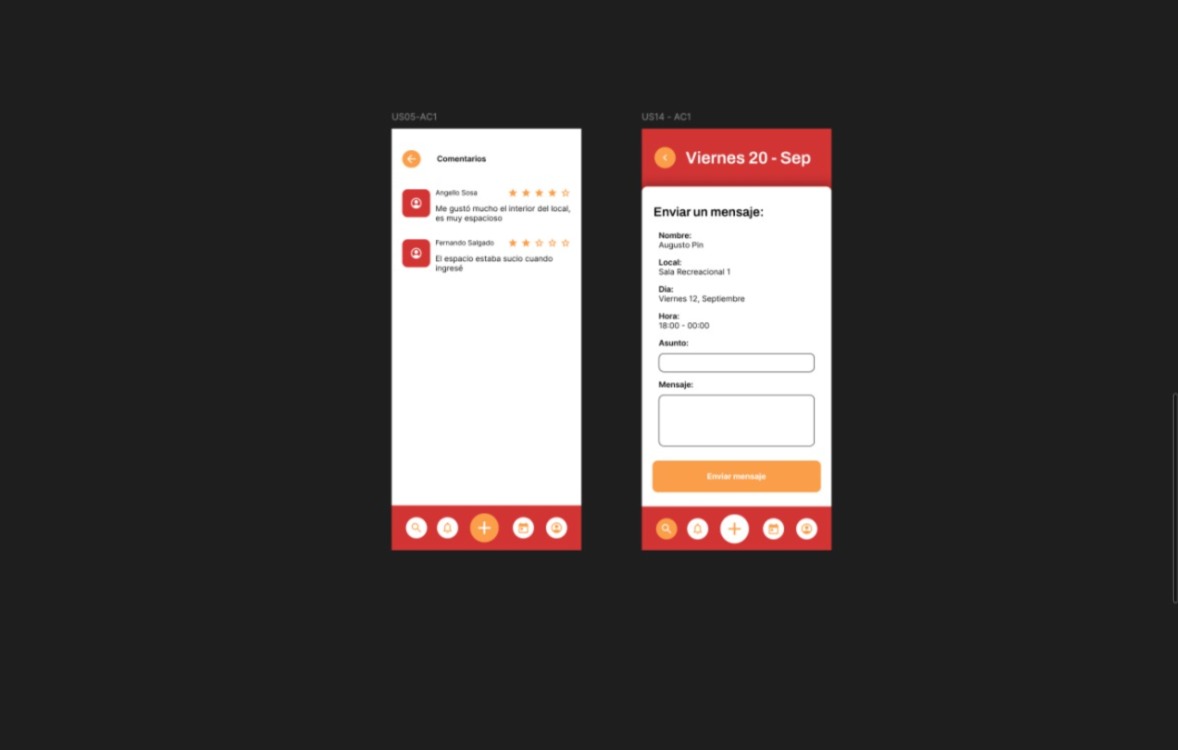 US05-AC1
Comentarios
Angello Sosa
Me gustó mucho el interior del local,
es muy espacioso
Fernando Salgado
El espacio estaba sucio cuando
ingresé
US14 - AC1
Viernes 20 - Sep
Enviar un mensaje:
Nombre:
Augusto Pin
Local:
Sala Recreacional 1
Dia:
Viernes 12, Septiembre
Hora:
18:00 - 00:00
Asunto:
Mensaje:
Enviar mensaje